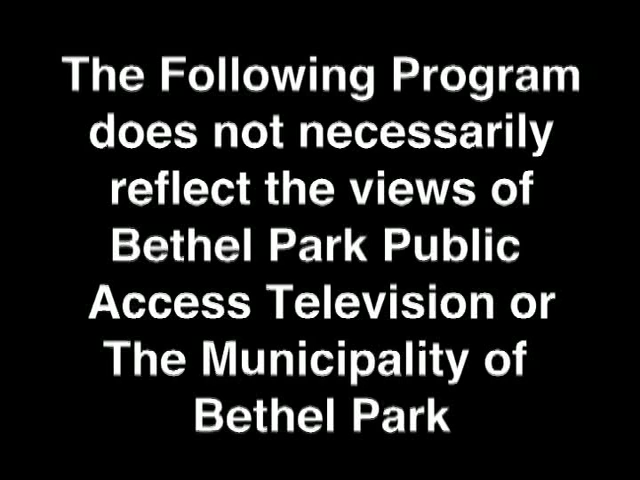 The Following Program
does not necessarily
reflect the views of
Bethel Park Public
Access Television or
The Municipality of
Bethel Park